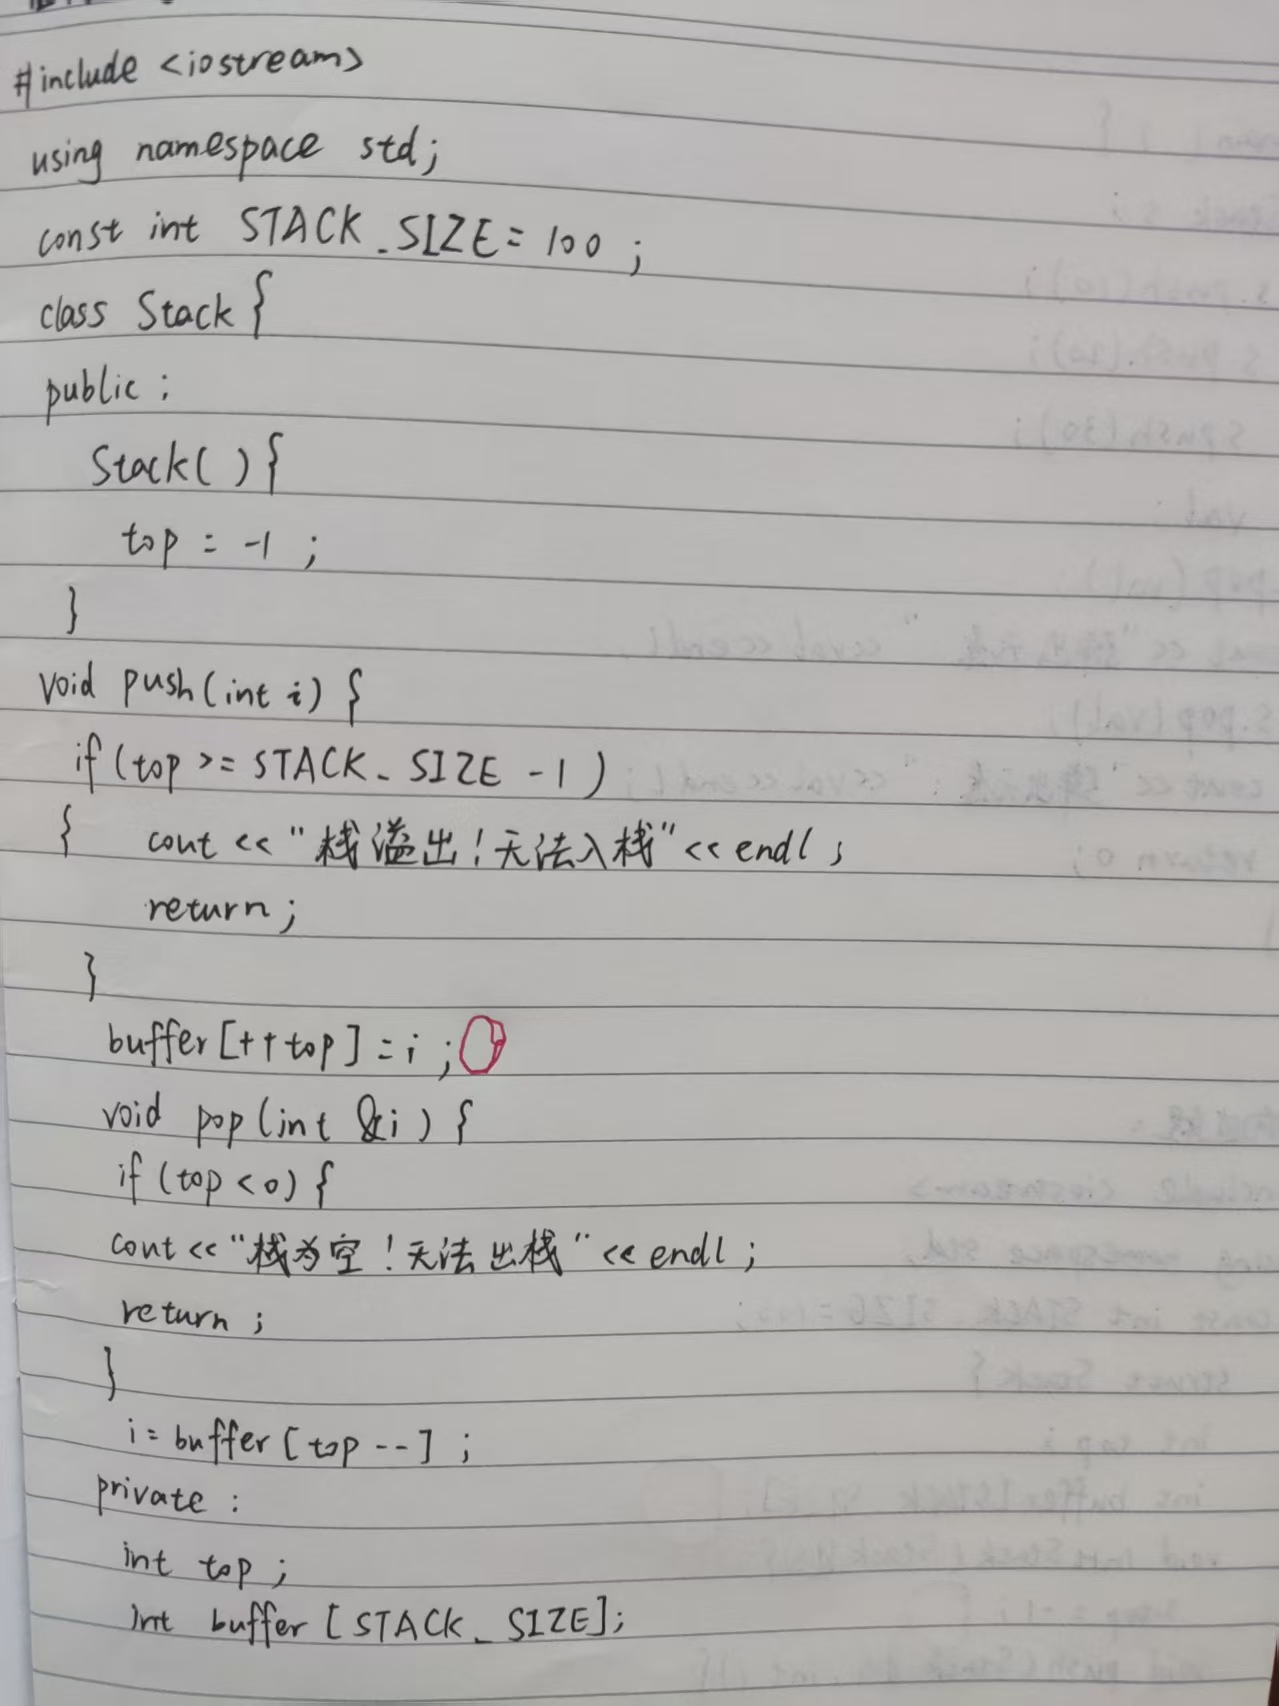 #include <iostream>
using namespace std;
const int STACK_SIZE = 100 ;
class Stack {
public :
Stack( ) {
top = -1 ;
}
void push(int i) {
if (top >= STACK_SIZE -1 )
{ cout << "栈溢出!无法入栈" << endl ;
return ;
}
buffer [++top] = i ;
void pop (int &i ) {
if (top < 0) {
cout << "栈为空!无法出栈" << endl ;
return ;
}
i = buffer [top --] ;
private :
int top ;
int buffer [STACK_SIZE];